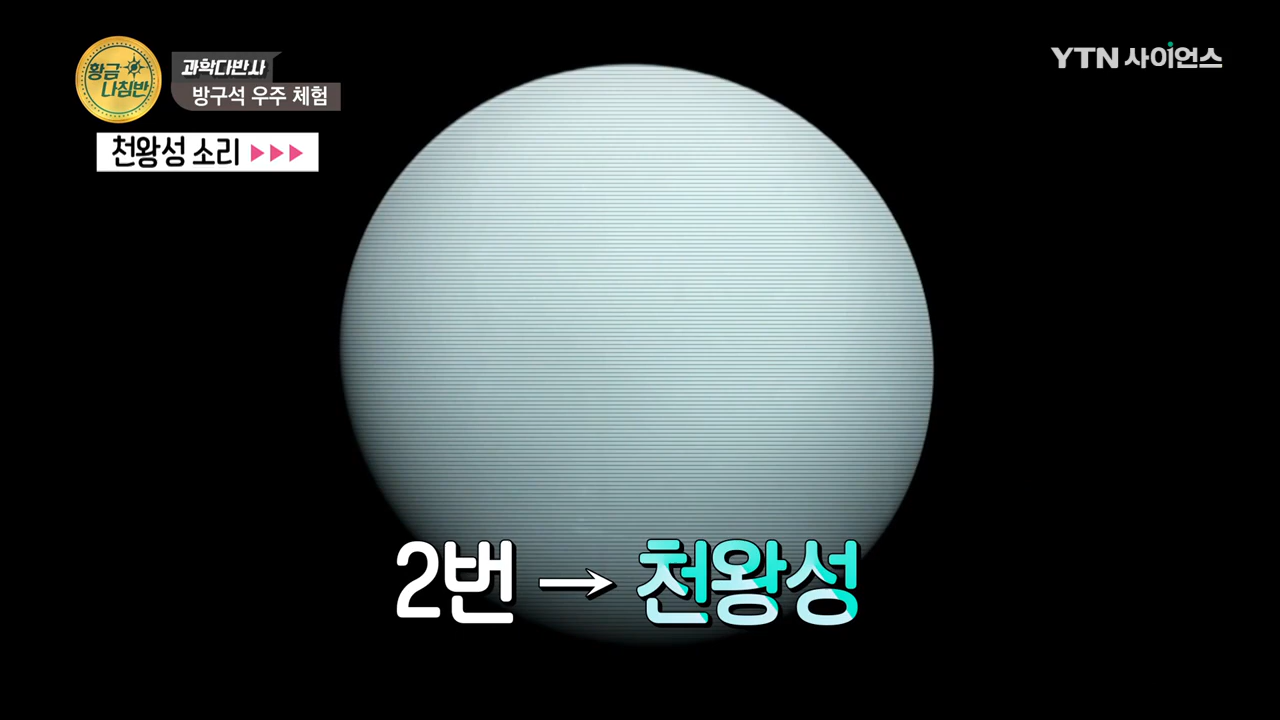 황금
나침반
과학다반사
방구석 우주 체험
YTN 사이언스
천왕성 소리 ▶▶▶
2번 → 천왕성